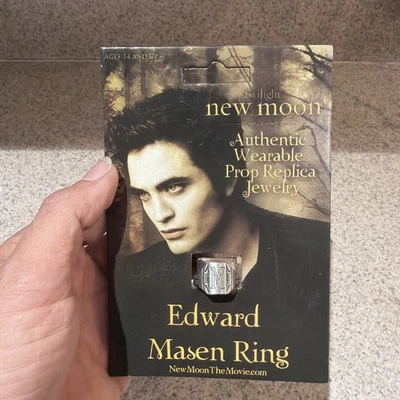 AGES 14 AND UP
twilight
new moon
Authentic
Wearable
Prop Replica
Jewelry
M
Edward
Masen Ring
NewMoonTheMovie.com